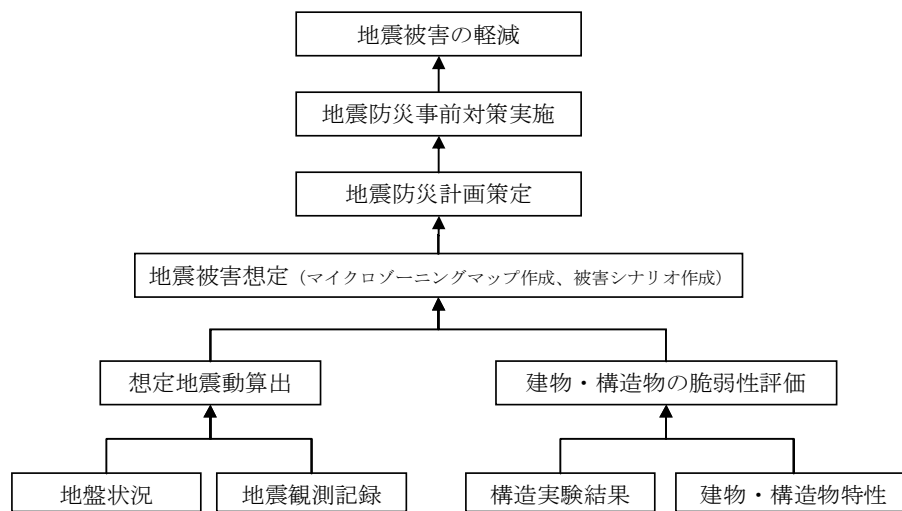 地震被害の軽減
地震防災事前対策実施
地震防災計画策定
地震被害想定（マイクロゾーニングマップ作成、被害シナリオ作成）
想定地震動算出
建物・構造物の脆弱性評価
地盤状況
地震観測記録
構造実験結果
建物・構造物特性